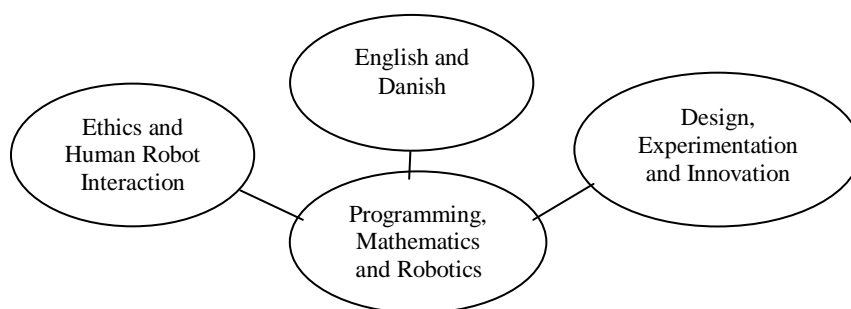 English and
Danish
Ethics and
Human Robot
Interaction
Design,
Experimentation
and Innovation
Programming,
Mathematics
and Robotics